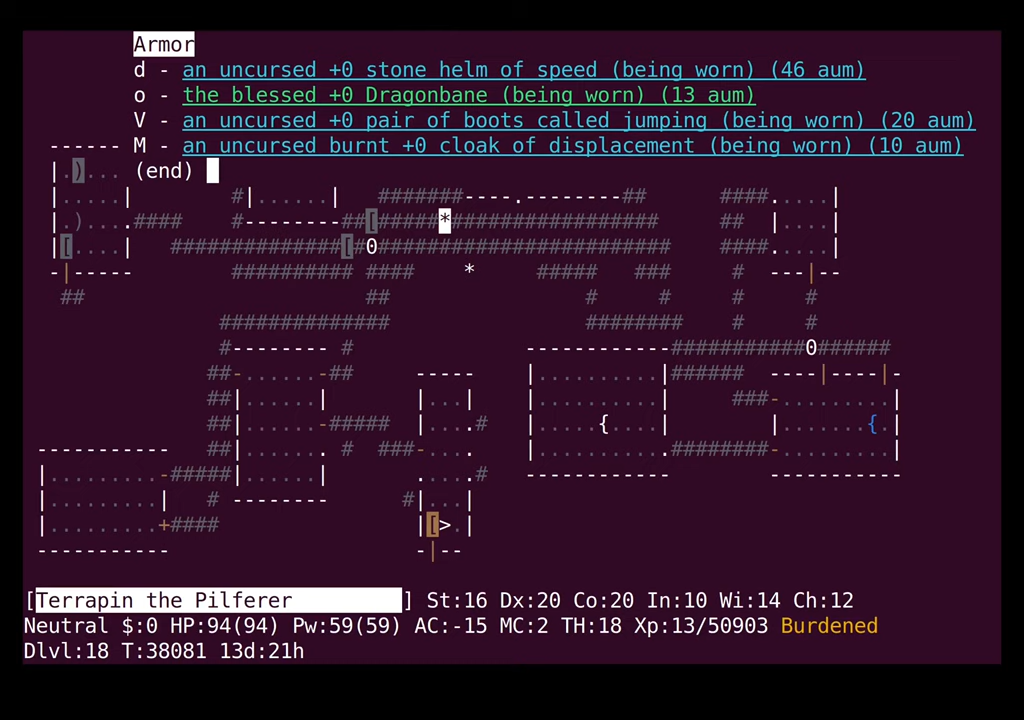 Armor
d - an uncursed +0 stone helm of speed (being worn) (46 aum)
o - the blessed +0 Dragonbane (being worn) (13 aum)
V - an uncursed +0 pair of boots called jumping (being worn) (20 aum)
M - an uncursed burnt +0 cloak of displacement (being worn) (10 aum)
(end)
[Terrapin the Pilferer ] St:16 Dx:20 Co:20 In:10 Wi:14 Ch:12
Neutral $:0 HP:94(94) Pw:59(59) AC:-15 MC:2 TH:18 Xp:13/50903 Burdened
Dlvl:18 T:38081 13d:21h